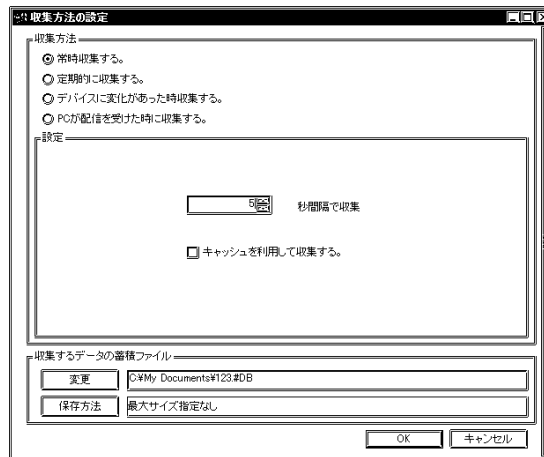 収集方法の設定
収集方法
常時収集する。
定期的に収集する。
デバイスに変化があった時収集する。
PCが配信を受けた時に収集する。
設定
5 秒間隔で収集
キャッシュを利用して収集する。
収集するデータの蓄積ファイル
変更 C:¥My Documents¥123.#DB
保存方法 最大サイズ指定なし
OK キャンセル